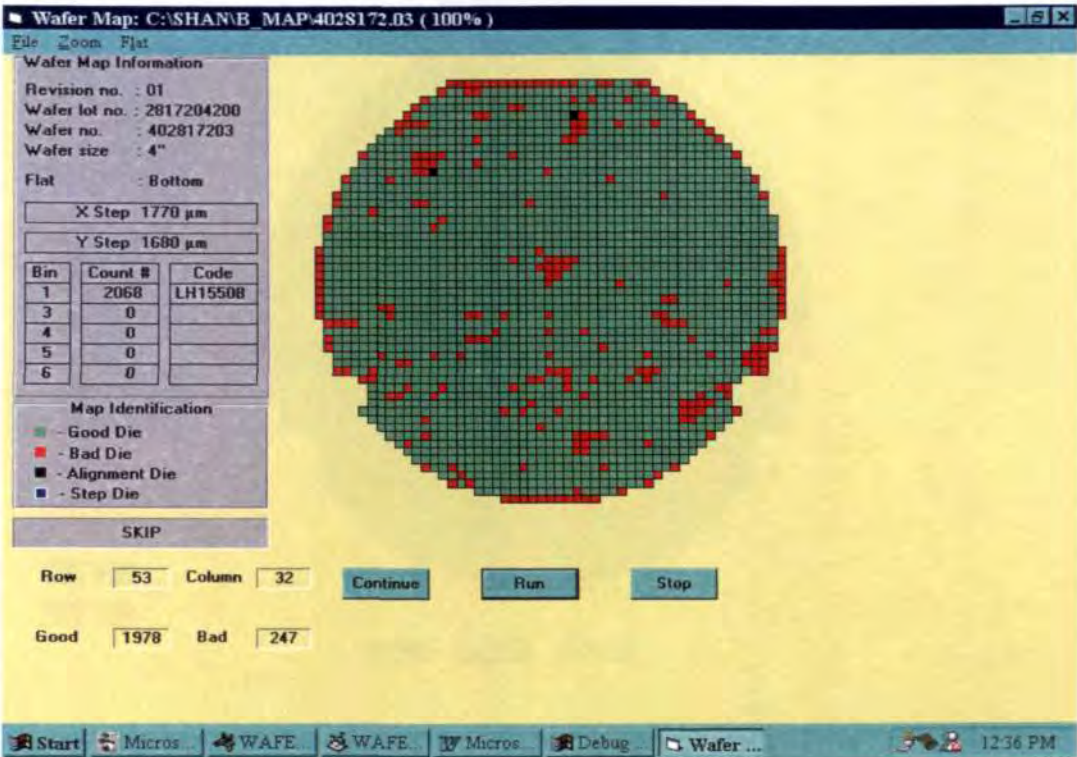 Wafer Map: C:\SHAN\B_MAP\4028172.03 ( 100% )
File Zoom Flat
Wafer Map Information
Revision no. : 01
Wafer lot no. : 2817204200
Wafer no. : 402817203
Wafer size : 4"
Flat : Bottom
X Step 1770 µm
Y Step 1680 µm
Bin Count # Code
1 2068 LH1550B
3 0
4 0
5 0
6 0
Map Identification
- Good Die
- Bad Die
- Alignment Die
- Step Die
SKIP
Row 53 Column 32 Continue Run Stop
Good 1978 Bad 247
Start Micros... WAFE... WAFE... Micros... Debug... Wafer ... 12:36 PM